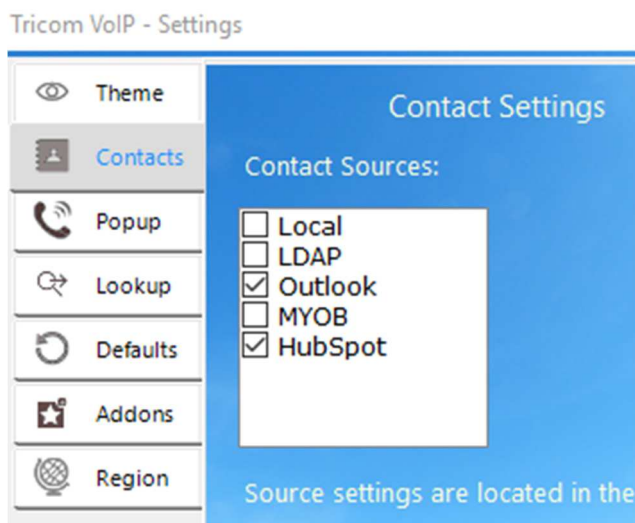 Tricom VoIP - Settings
Theme
Contacts
Popup
Lookup
Defaults
Addons
Region
Contact Settings
Contact Sources:
Local
LDAP
Outlook
MYOB
HubSpot
Source settings are located in the